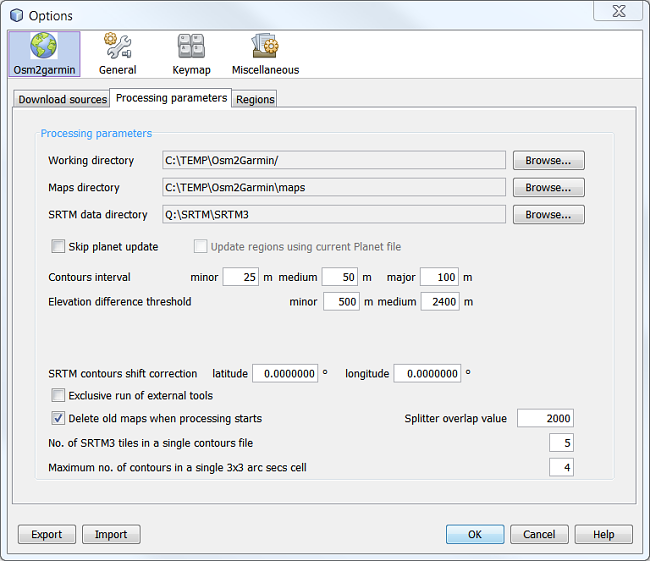 Options
Osm2garmin General Keymap Miscellaneous
Download sources Processing parameters Regions
Processing parameters
Working directory C:\TEMP\Osm2Garmin/ Browse...
Maps directory C:\TEMP\Osm2Garmin\maps Browse...
SRTM data directory Q:\SRTM\SRTM3 Browse...
Skip planet update Update regions using current Planet file
Contours interval minor 25 m medium 50 m major 100 m
Elevation difference threshold minor 500 m medium 2400 m
SRTM contours shift correction latitude 0.0000000 ° longitude 0.0000000 °
Exclusive run of external tools
Delete old maps when processing starts Splitter overlap value 2000
No. of SRTM3 tiles in a single contours file 5
Maximum no. of contours in a single 3x3 arc secs cell 4
Export Import OK Cancel Help